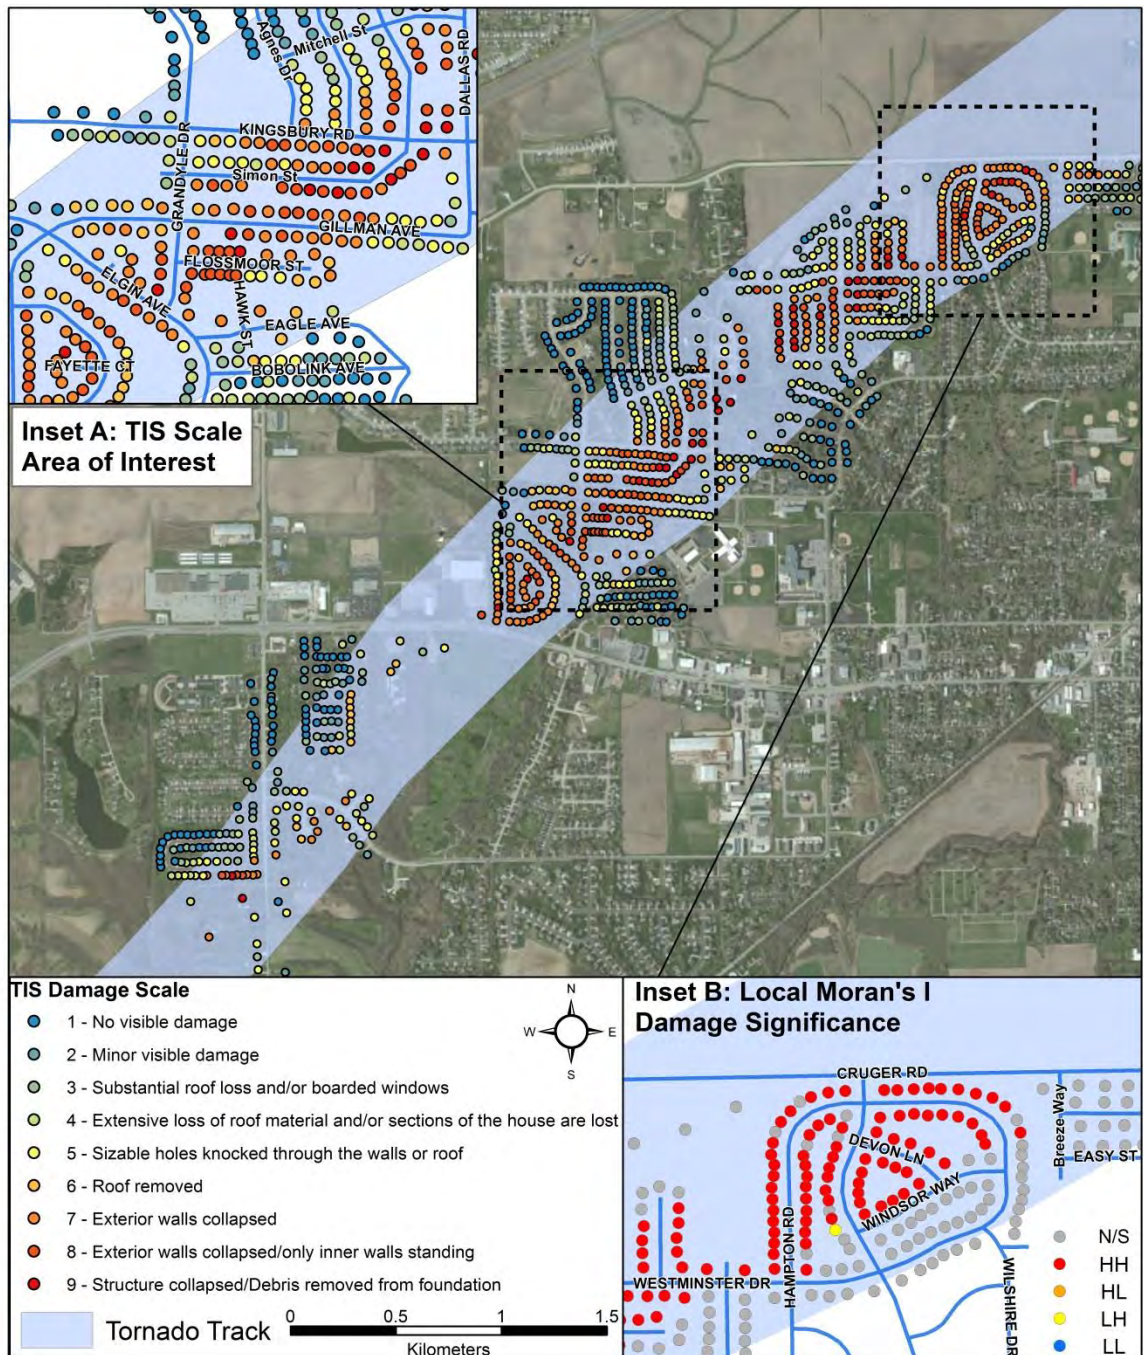 Agnes Dr
Mitchell St
DALLAS RD
KINGSBURY RD
GRANDYLE DR
Simon St
GILLMAN AVE
FLOSSMOOR ST
ELGIN AVE
HAWK ST
EAGLE AVE
FAYETTE CT
BOBOLINK AVE
Inset A: TIS Scale
Area of Interest
TIS Damage Scale
1 - No visible damage
2 - Minor visible damage
3 - Substantial roof loss and/or boarded windows
4 - Extensive loss of roof material and/or sections of the house are lost
5 - Sizable holes knocked through the walls or roof
6 - Roof removed
7 - Exterior walls collapsed
8 - Exterior walls collapsed/only inner walls standing
9 - Structure collapsed/Debris removed from foundation
Tornado Track
0 0.5 1 1.5
Kilometers
N
W E
S
Inset B: Local Moran's I
Damage Significance
CRUGER RD
Breeze Way
DEVON LN
EASY ST
WINDSOR WAY
HAMPTON RD
WESTMINSTER DR
WILSHIRE DR
N/S
HH
HL
LH
LL